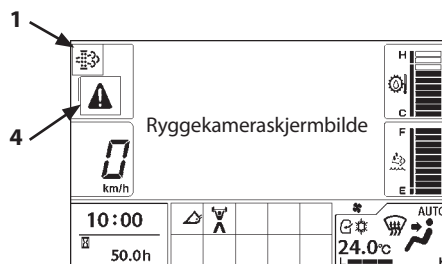 1
4
H
C
Ryggekameraskjermbilde
F
E
0
km/h
10:00
50.0h
AUTO
24.0°C